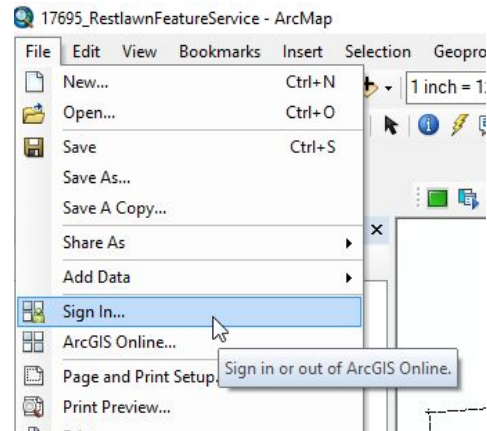 17695_RestlawnFeatureService - ArcMap
File Edit View Bookmarks Insert Selection
New... Ctrl+N
1 inch = 1
Open... Ctrl+O
Save Ctrl+S
Save As...
Save A Copy...
Share As
Add Data
Sign In...
ArcGIS Online...
Sign in or out of ArcGIS Online.
Page and Print Setup
Print Preview...